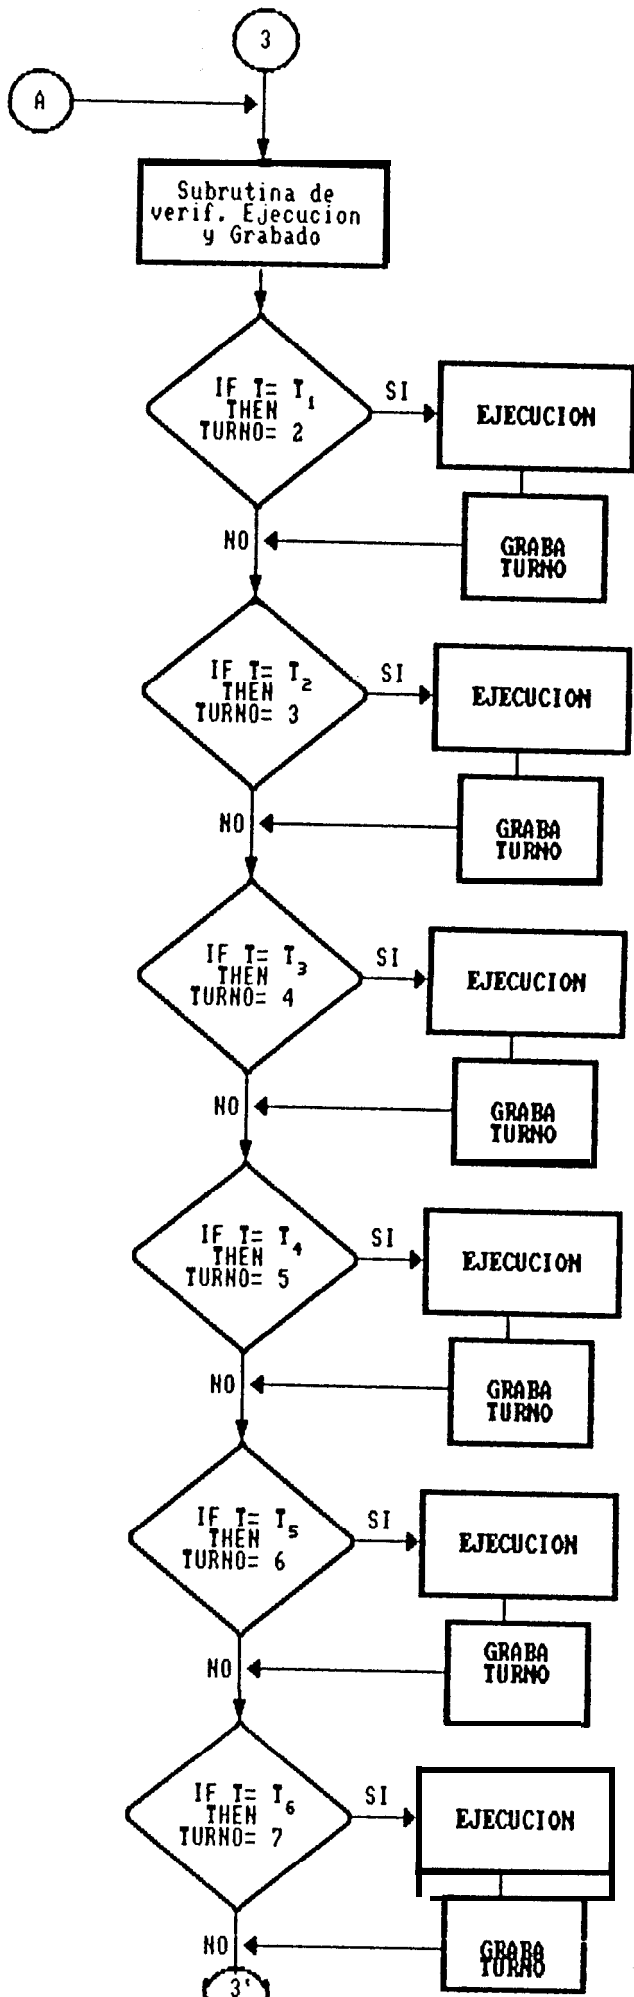 3
A
Subrutina de
verif. Ejecucion
y Grabado
IF T= T1
THEN
TURNO= 2
SI
EJECUCION
NO
GRABA
TURNO
IF T= T2
THEN
TURNO= 3
SI
EJECUCION
NO
GRABA
TURNO
IF T= T3
THEN
TURNO= 4
SI
EJECUCION
NO
GRABA
TURNO
IF T= T4
THEN
TURNO= 5
SI
EJECUCION
NO
GRABA
TURNO
IF T= T5
THEN
TURNO= 6
SI
EJECUCION
NO
GRABA
TURNO
IF T= T6
THEN
TURNO= 7
SI
EJECUCION
NO
GRABA
TURNO
3'